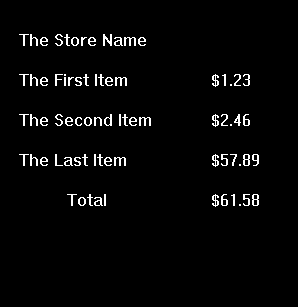 The Store Name
The First Item $1.23
The Second Item $2.46
The Last Item $57.89
Total $61.58